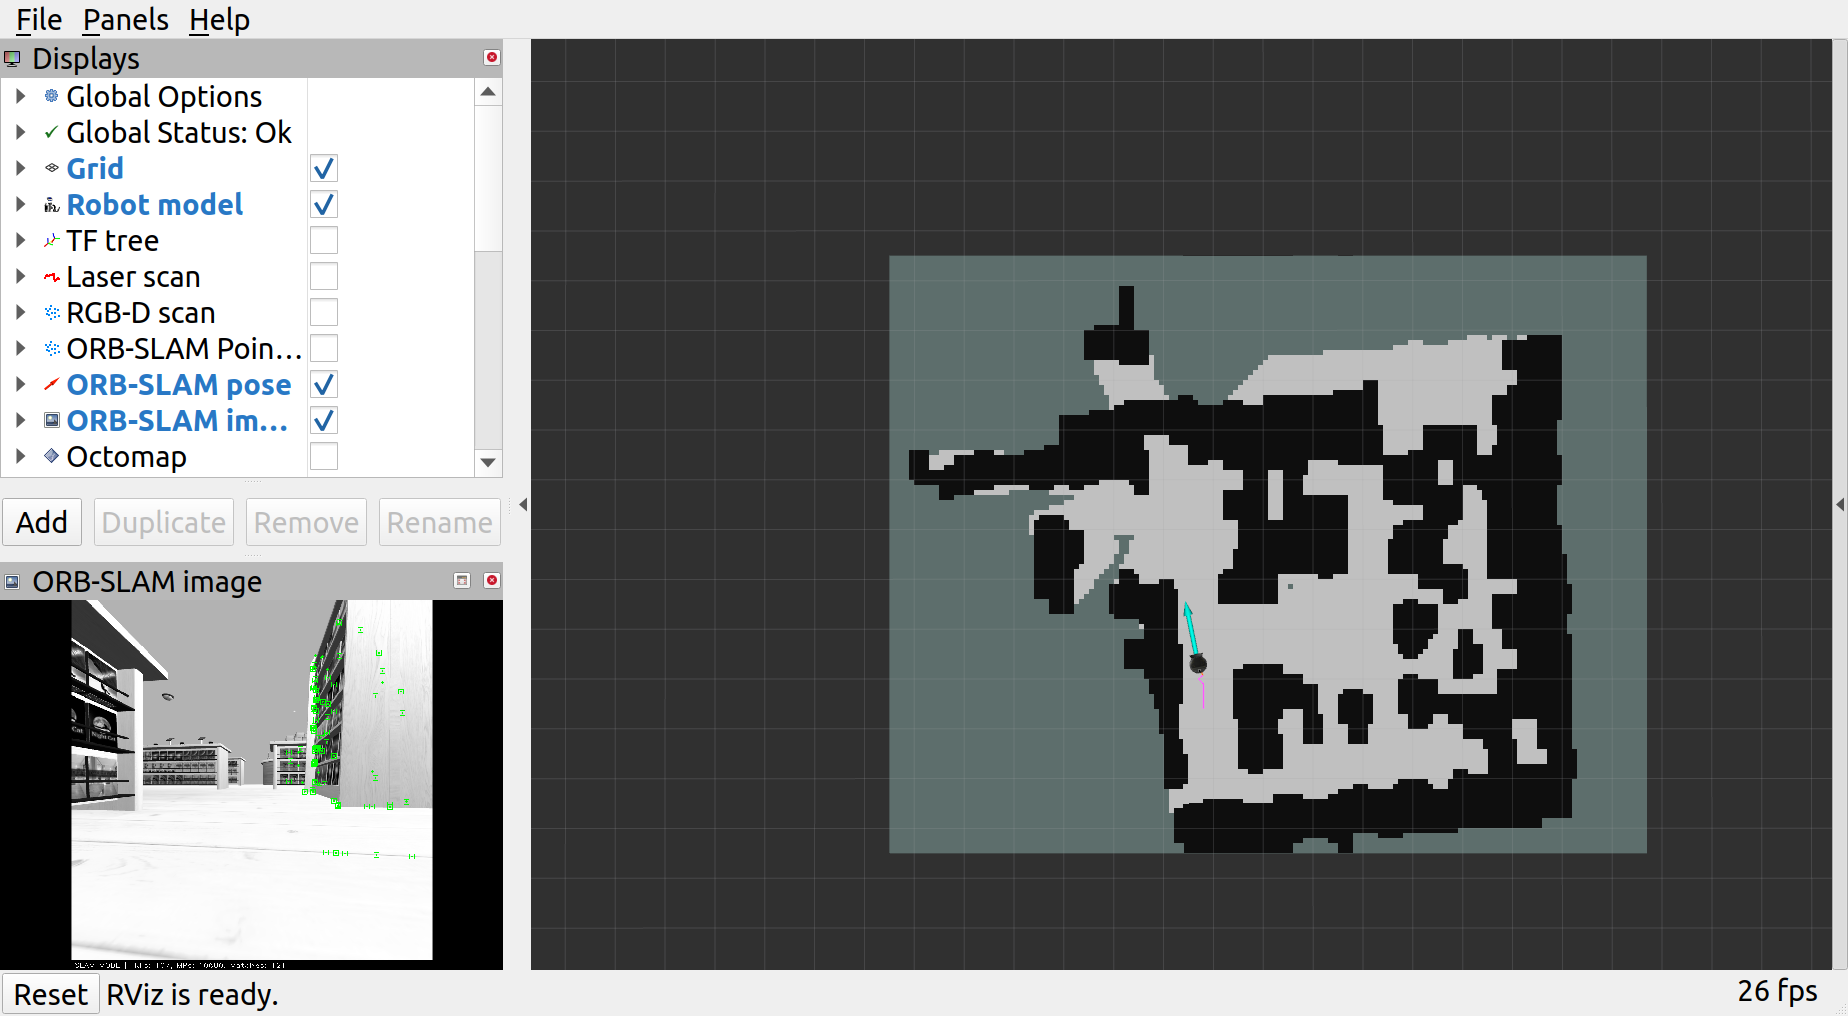 File Panels Help
Displays
Global Options
Global Status: Ok
Grid
Robot model
TF tree
Laser scan
RGB-D scan
ORB-SLAM Poin...
ORB-SLAM pose
ORB-SLAM im...
Octomap
Add Duplicate Remove Rename
ORB-SLAM image
SLAM MODE |
Reset RViz is ready.
26 fps